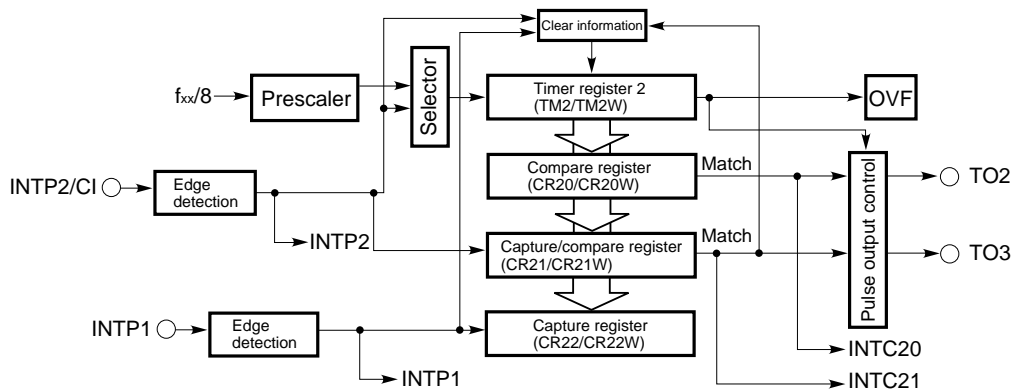 Clear information
fxx/8
Prescaler
Selector
Timer register 2
(TM2/TM2W)
OVF
INTP2/CI
Edge
detection
INTP2
Compare register
(CR20/CR20W)
Match
Capture/compare register
(CR21/CR21W)
Match
Pulse output control
TO2
TO3
INTP1
Edge
detection
INTP1
Capture register
(CR22/CR22W)
INTC20
INTC21